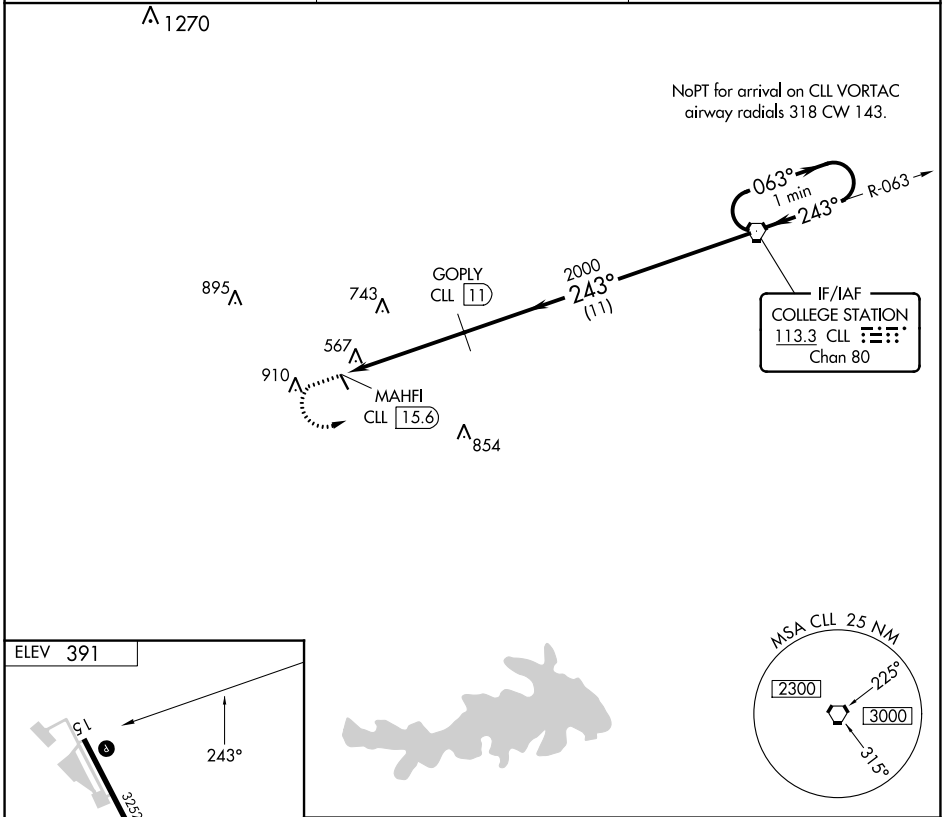 1270
NoPT for arrival on CLL VORTAC
airway radials 318 CW 143.
063°
1 min
243°
R-063
2000
243°
(11)
GOPLY
CLL 11
895
743
567
910
MAHFI
CLL 15.6
854
IF/IAF
COLLEGE STATION
113.3 CLL
Chan 80
ELEV 391
15
243°
P
MSA CLL 25 NM
2300
225°
3000
315°